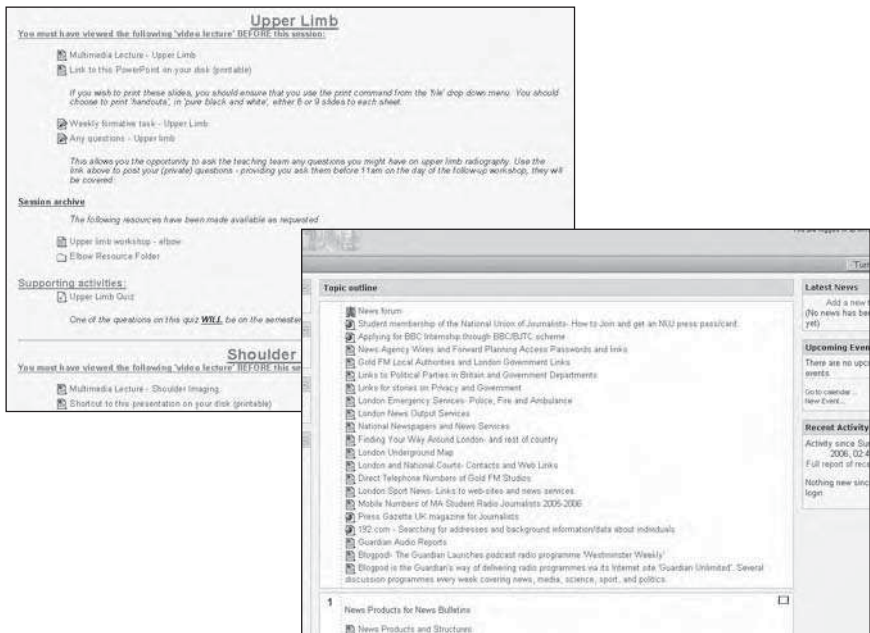 Upper Limb
You must have viewed the following 'video lecture' BEFORE this session:
Multimedia Lecture - Upper Limb
Link to this PowerPoint on your disk (printable)
If you wish to print these slides, you should ensure that you use the print command from the 'file' drop down menu. You should
choose to print 'handouts', in 'pure black and white', either 6 or 9 slides to each sheet.
Weekly formative task - Upper Limb
Any questions - Upper limb
This allows you the opportunity to ask the teaching team any questions you might have on upper limb radiography. Use the
link above to post your (private) questions - providing you ask them before 11am on the day of the follow-up workshop, they will
be covered
Session archive
The following resources have been made available as requested
Upper limb workshop - elbow
Elbow Resource Folder
Supporting activities:
Upper Limb Quiz
One of the questions on this quiz WILL be on the semester
Shoulder
You must have viewed the following 'video lecture' BEFORE this
Multimedia Lecture - Shoulder Imaging
Shortcut to this presentation on your disk (printable)
Topic outline
News forum
Student membership of the National Union of Journalists- How to Join and get an NUJ press pass/card.
Applying for BBC Internship through BBC/BJTC scheme
News Agency Wires and Forward Planning Access Passwords and links
Gold FM Local Authorities and London Government Links
Links to Political Parties in Britain and Government Departments
Links for stories on Privacy and Government
London Emergency Services- Police, Fire and Ambulance
London News Output Services
National Newspapers and News Services
Finding Your Way Around London- and rest of country
London Underground Map
London and National Courts- Contacts and Web Links
Direct Telephone Numbers of Gold FM Studios
London Sport News- Links to web-sites and news services
Mobile Numbers of MA Student Radio Journalists 2005-2006
Press Gazette UK magazine for Journalists
192.com - Searching for addresses and background information/data about individuals
Guardian Audio Reports
Blogpod- The Guardian Launches podcast radio programme 'Westminster Weekly'
Blogpod is the Guardian's way of delivering radio programmes via its Internet site 'Guardian Unlimited'. Several
discussion programmes every week covering news, media, science, sport, and politics.
1
News Products for News Bulletins
News Products and Structures
Tur
Latest News
Add a new
(No news has be
yet)
Upcoming Even
There are no upc
events
Go to calendar...
New Event...
Recent Activity
Activity since Su
2006, 02:4
Full report of rece
Nothing new sinc
login